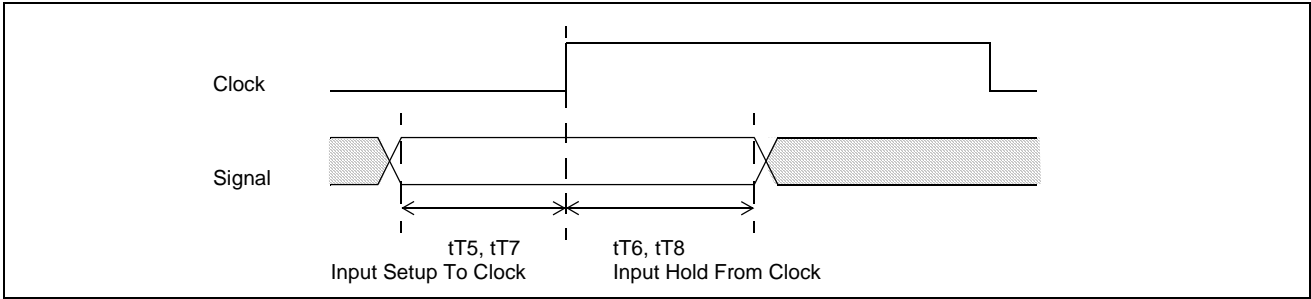 Clock
Signal
tT5, tT7
Input Setup To Clock
tT6, tT8
Input Hold From Clock